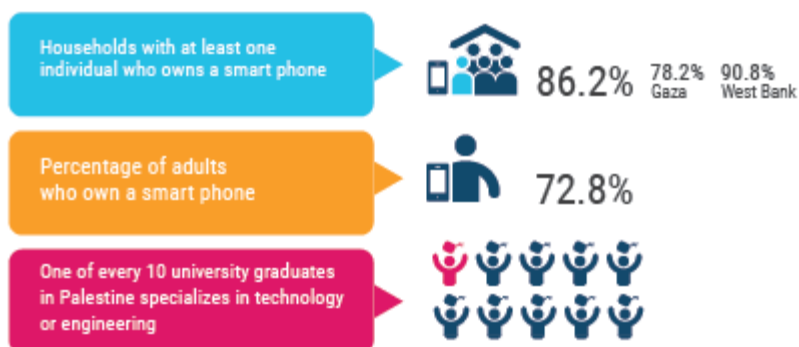 Households with at least one
individual who owns a smart phone
86.2%
78.2%
Gaza
90.8%
West Bank
Percentage of adults
who own a smart phone
72.8%
One of every 10 university graduates
in Palestine specializes in technology
or engineering